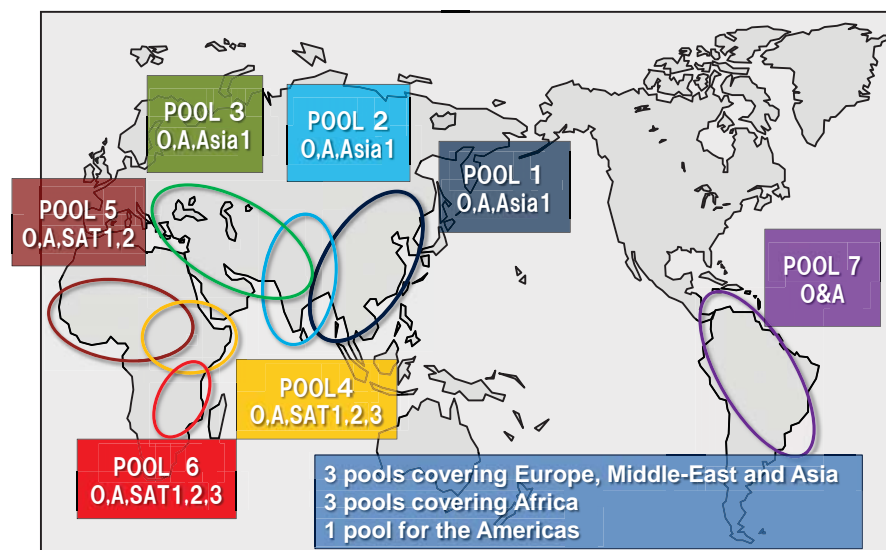 POOL 3
O,A,Asia1
POOL 2
O,A,Asia1
POOL 1
O,A,Asia1
POOL 5
O,A,SAT1,2
POOL 7
O&A
POOL4
O,A,SAT1,2,3
POOL 6
O,A,SAT1,2,3
3 pools covering Europe, Middle-East and Asia
3 pools covering Africa
1 pool for the Americas